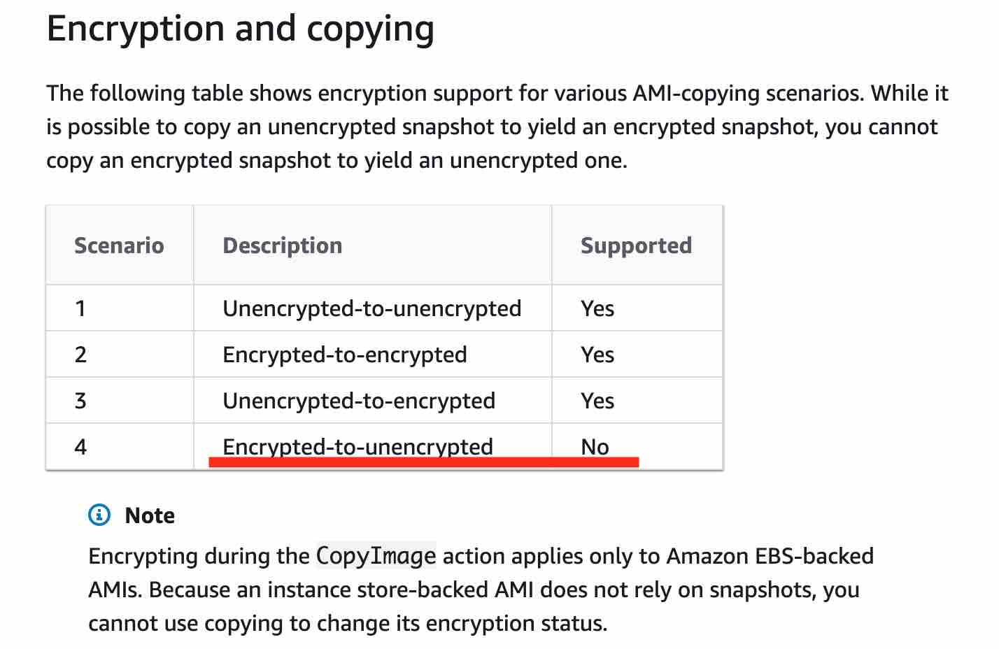 Encryption and copying
The following table shows encryption support for various AMI-copying scenarios. While it
is possible to copy an unencrypted snapshot to yield an encrypted snapshot, you cannot
copy an encrypted snapshot to yield an unencrypted one.
Scenario Description Supported
1 Unencrypted-to-unencrypted Yes
2 Encrypted-to-encrypted Yes
3 Unencrypted-to-encrypted Yes
4 Encrypted-to-unencrypted No
Note
Encrypting during the CopyImage action applies only to Amazon EBS-backed
AMIs. Because an instance store-backed AMI does not rely on snapshots, you
cannot use copying to change its encryption status.